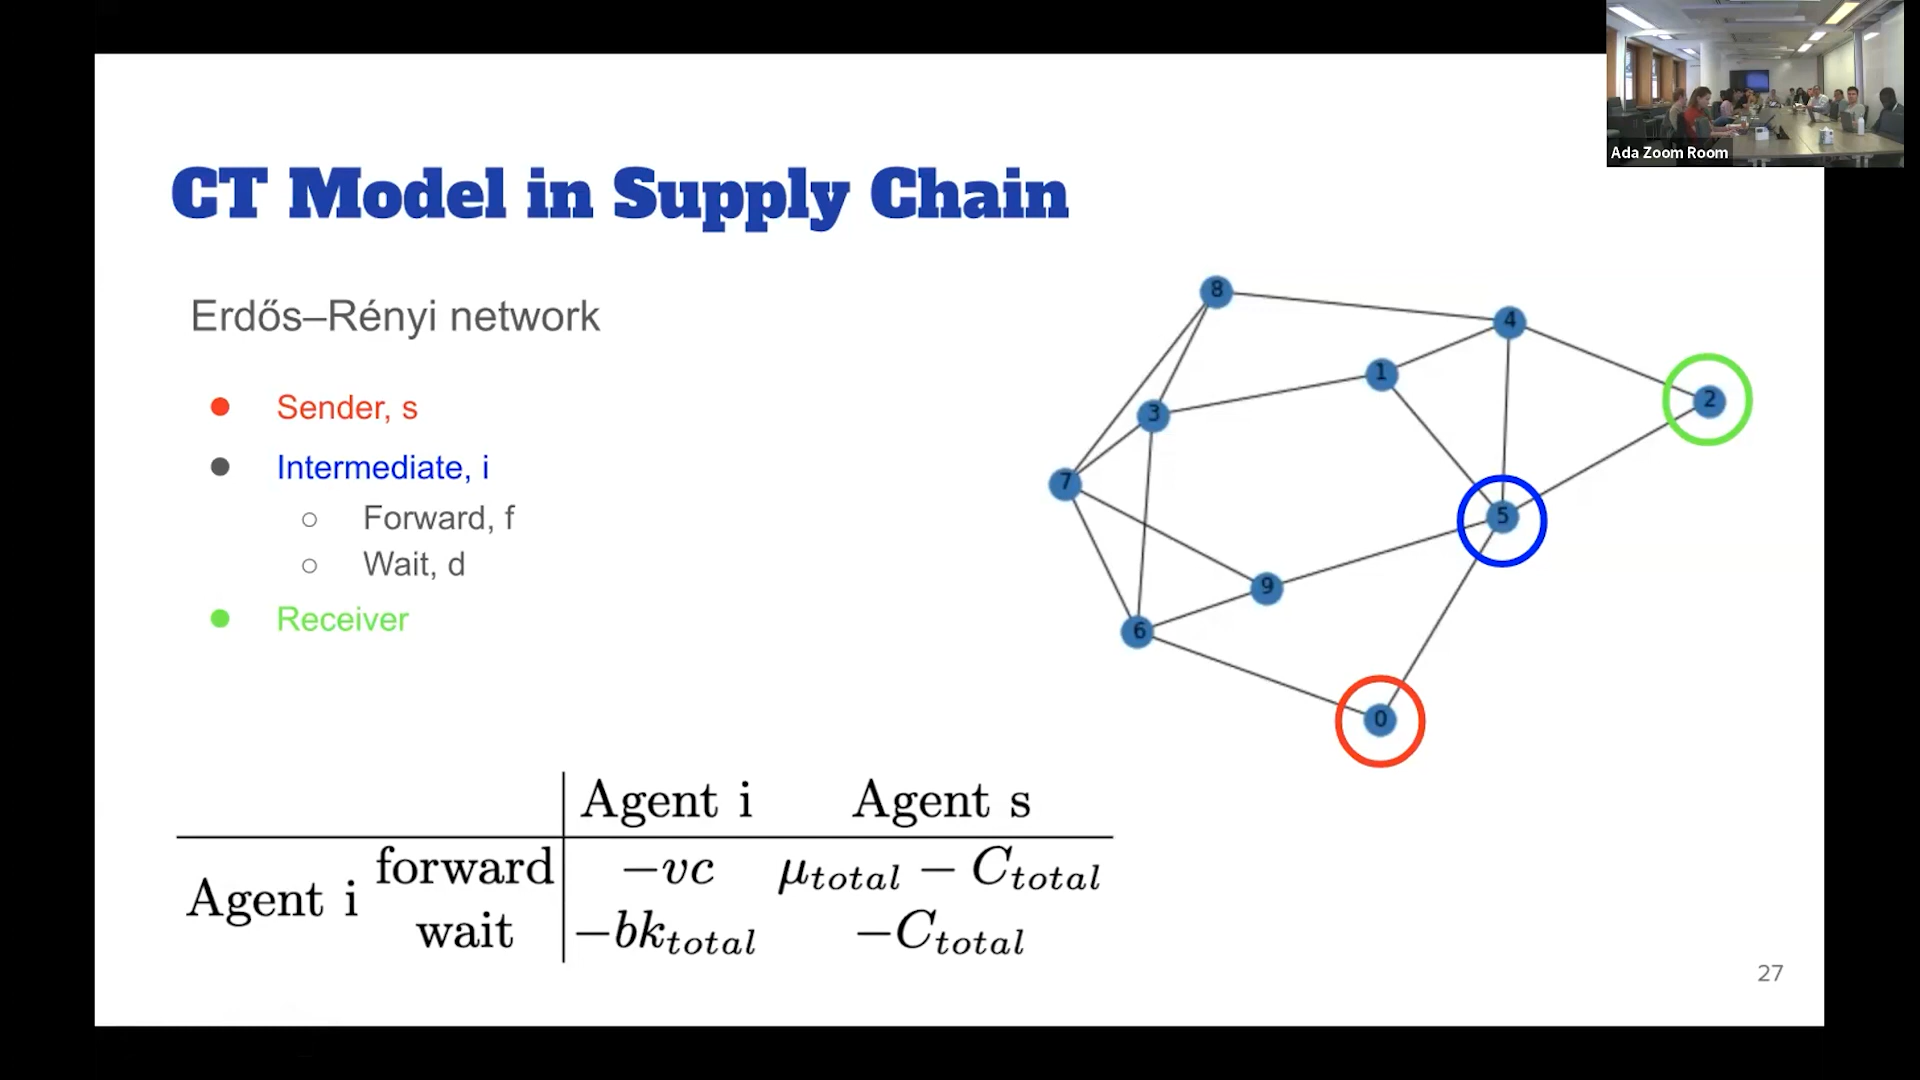 Ada Zoom Room
CT Model in Supply Chain
Erdős–Rényi network
Sender, s
Intermediate, i
Forward, f
Wait, d
Receiver
8
4
1
2
3
7
5
9
6
0
Agent i Agent s
Agent i
forward −vc μtotal − Ctotal
wait −bktotal −Ctotal
27